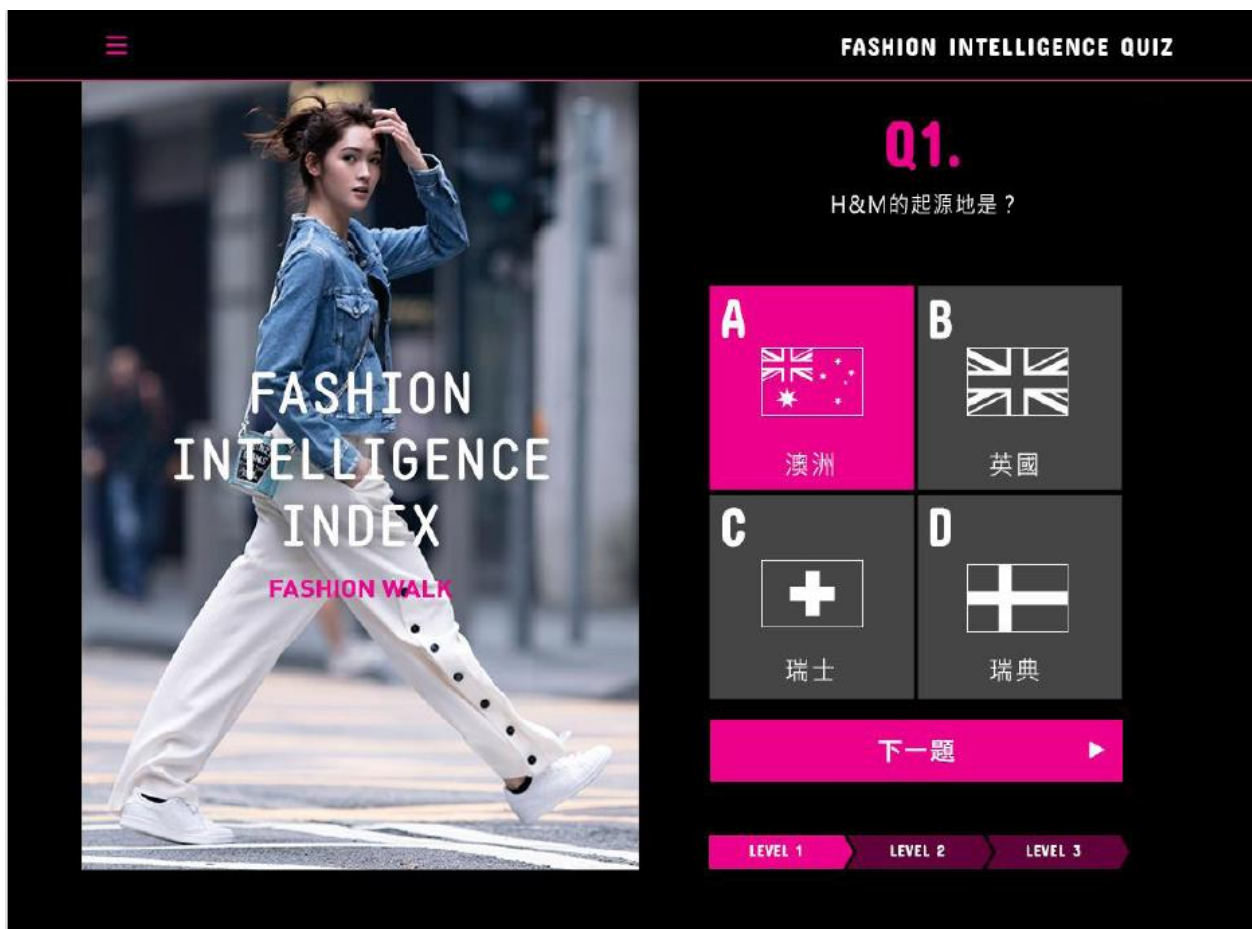 FASHION INTELLIGENCE QUIZ
FASHION
INTELLIGENCE
INDEX
FASHION WALK
Q1.
H&M的起源地是？
A
澳洲
B
英國
C
瑞士
D
瑞典
下一題
LEVEL 1
LEVEL 2
LEVEL 3